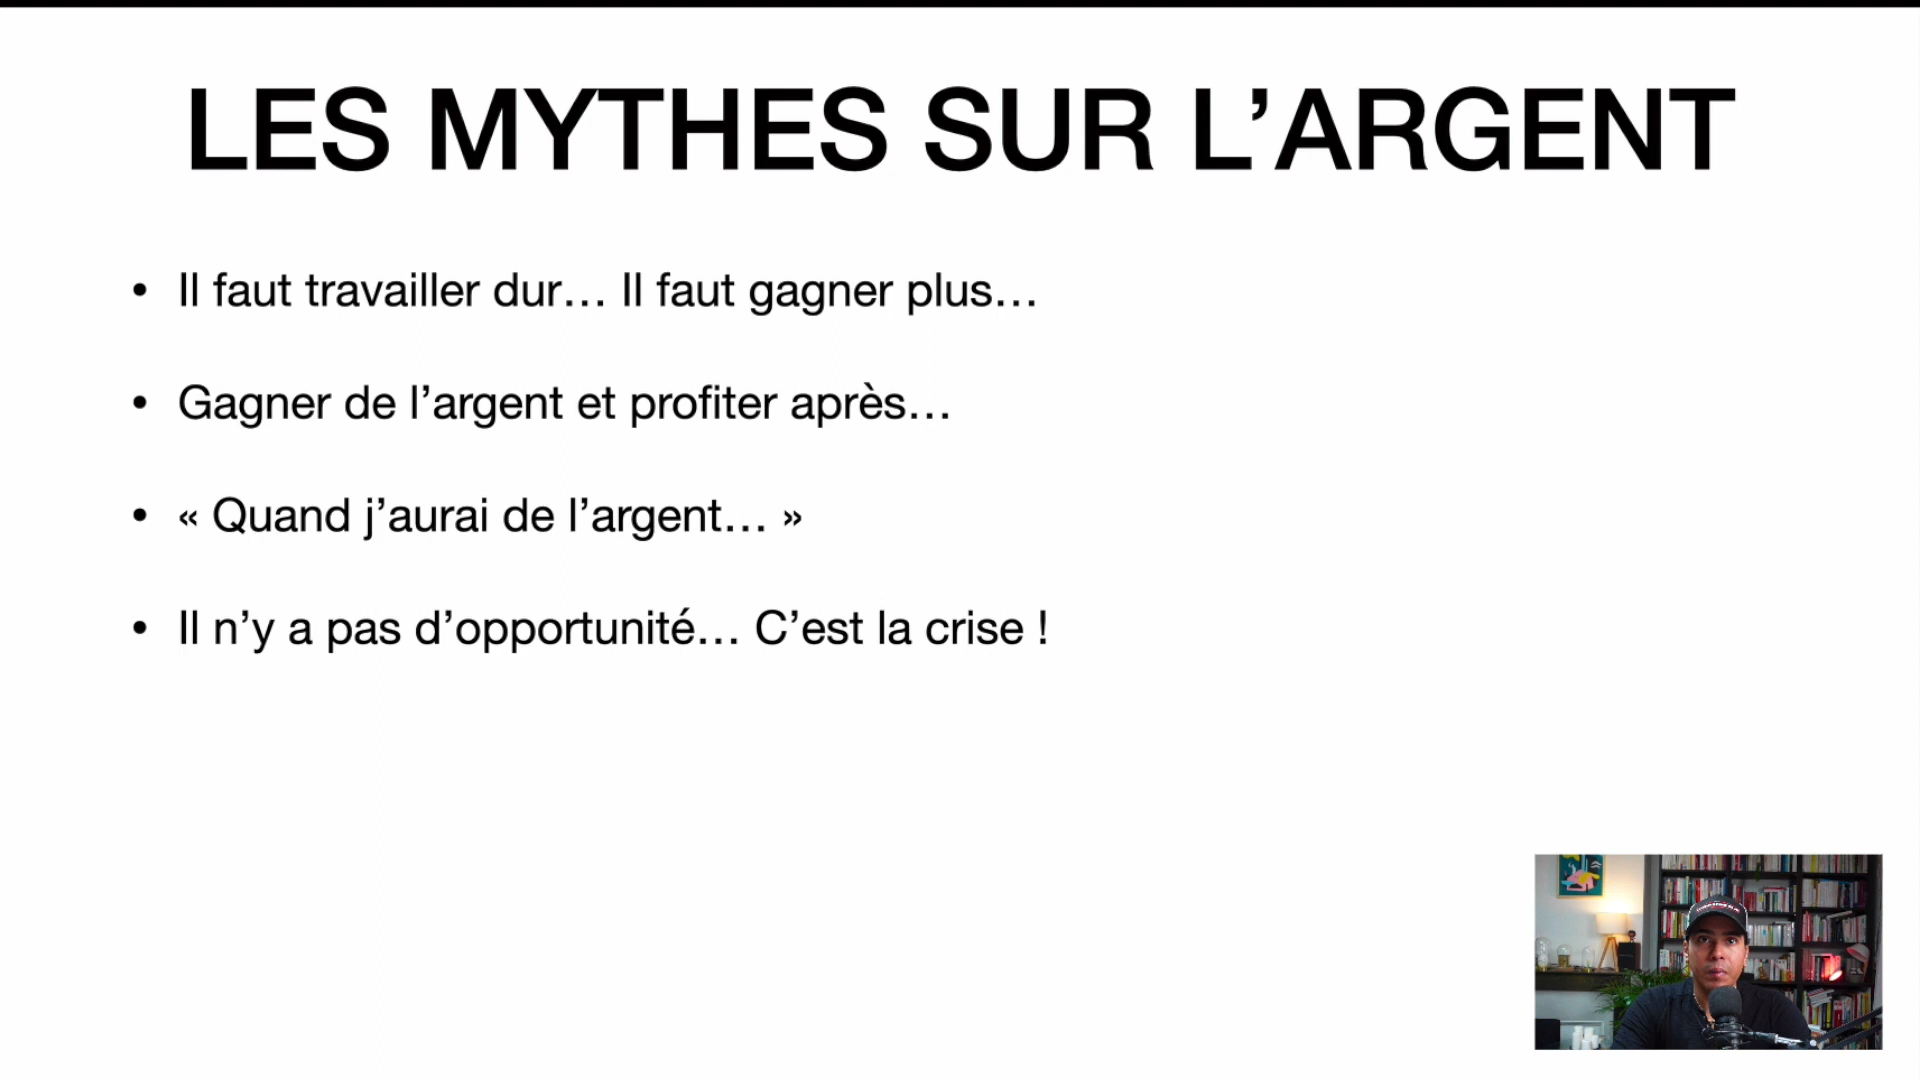 LES MYTHES SUR L’ARGENT
• Il faut travailler dur… Il faut gagner plus…
• Gagner de l’argent et profiter après…
• « Quand j’aurai de l’argent… »
• Il n’y a pas d’opportunité… C’est la crise !